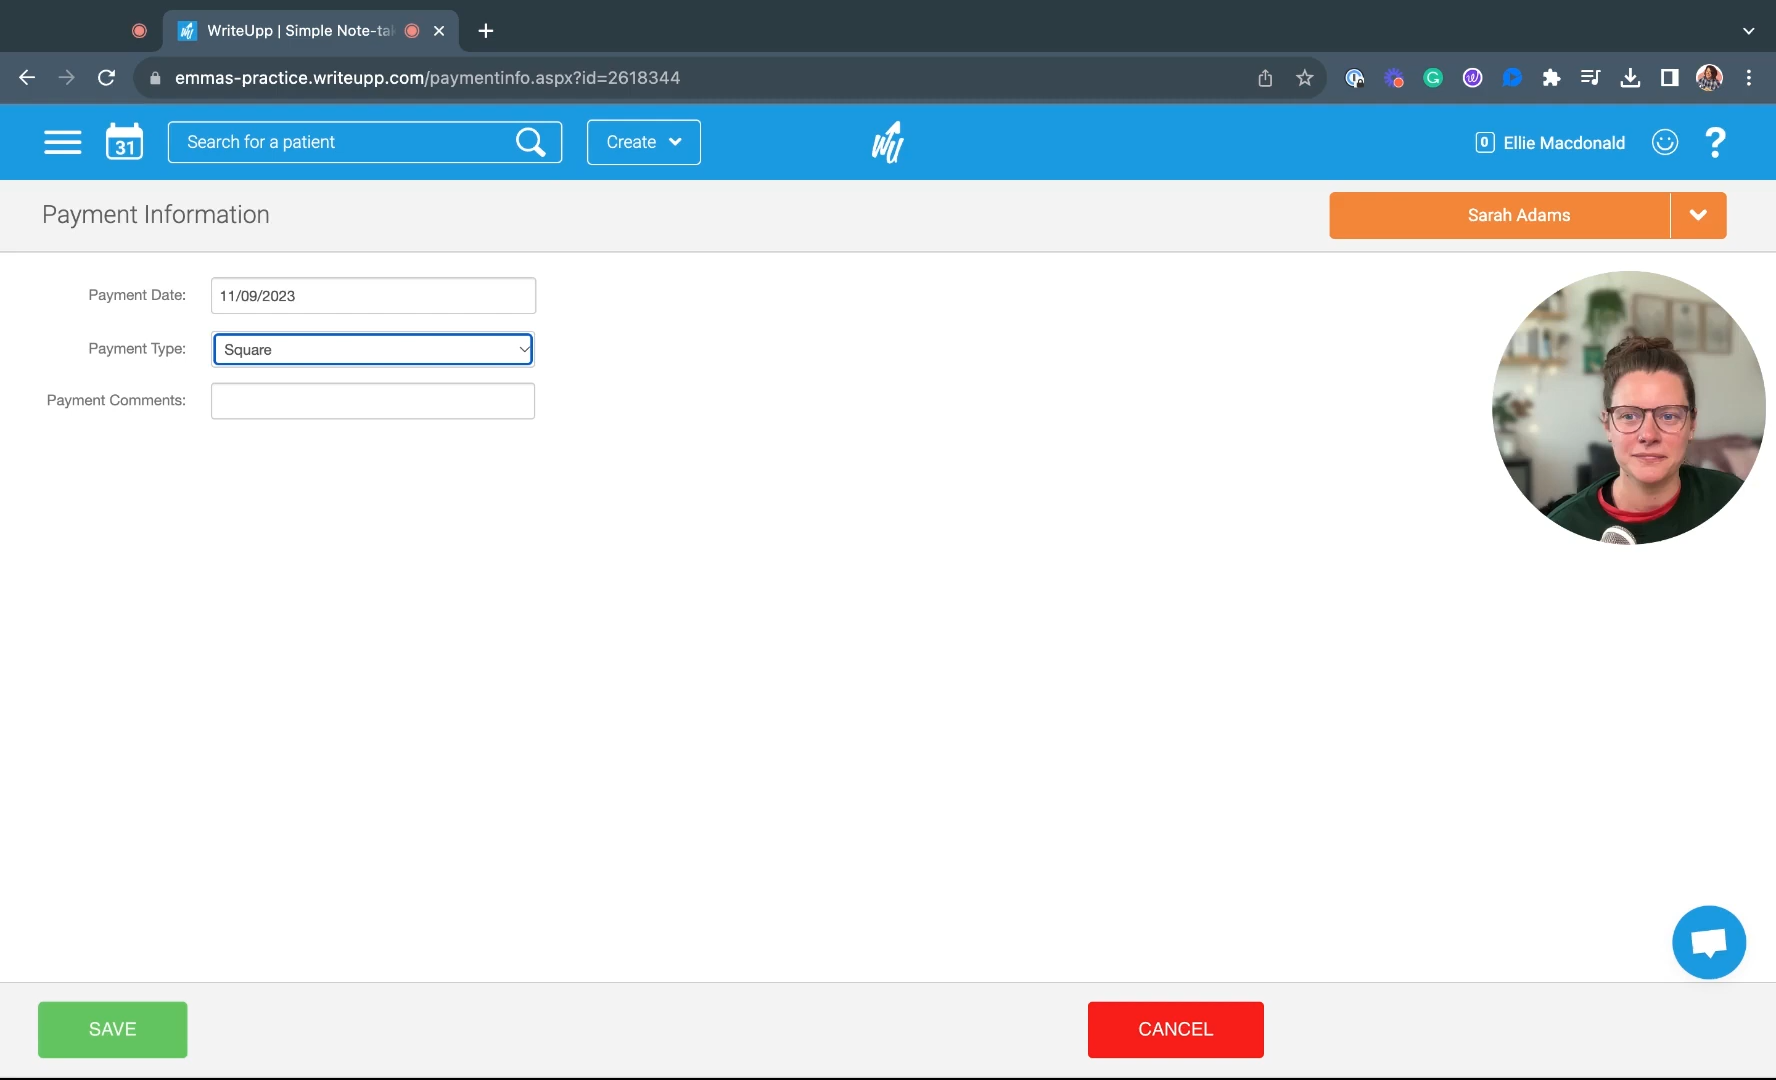 WriteUpp | Simple Note-tak
emmas-practice.writeupp.com/paymentinfo.aspx?id=2618344
31
Search for a patient
Create
0 Ellie Macdonald
?
Payment Information
Sarah Adams
Payment Date: 11/09/2023
Payment Type: Square
Payment Comments:
SAVE
CANCEL